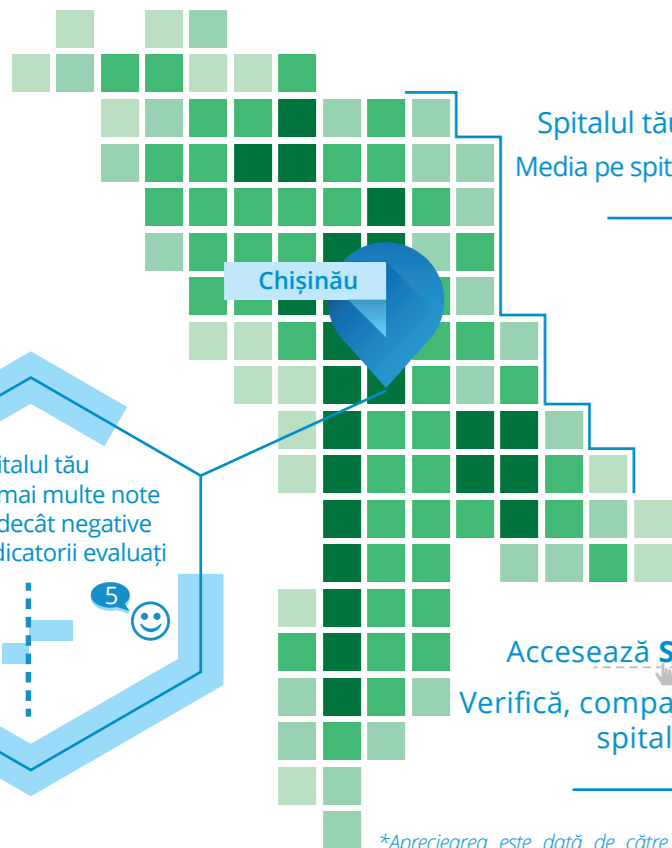 Spitalul tău
Media pe spit
Chișinău
italul tău
mai multe note
decât negative
dicatorii evaluați
5
Accesează S
Verifică, compa
spital
*Aprecierea este dată de către